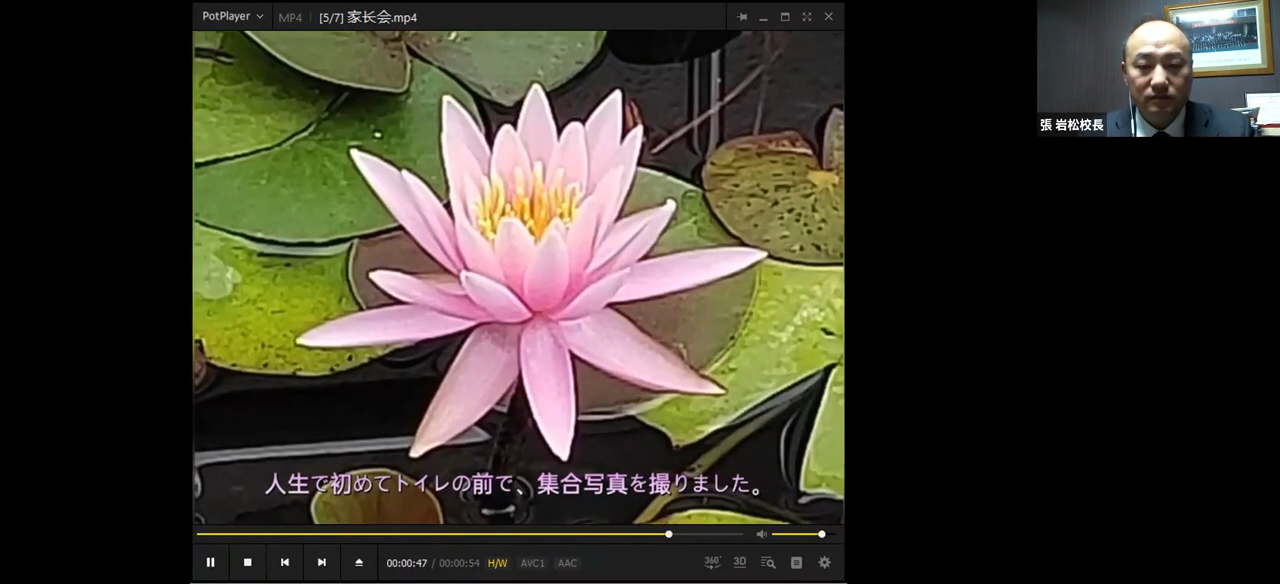 PotPlayer
MP4
[5/7] 家长会.mp4
張 岩松校長
人生で初めてトイレの前で、集合写真を撮りました。
00:00:47 / 00:00:54 H/W AVC1 AAC
360°
3D